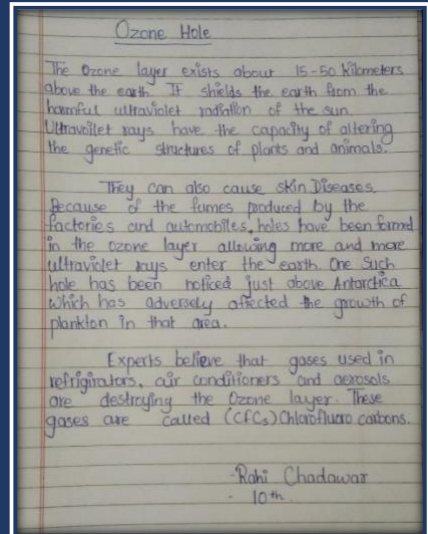 Ozone Hole
The Ozone layer exists about 15-50 Kilometers
above the earth. It shields the earth from the
harmful ultraviolet radiation of the sun.
Ultravoilet rays have the capacity of altering
the genetic structures of plants and animals.
They can also cause skin Diseases.
Because of the fumes produced by the
factories and automobiles, holes have been formed
in the ozone layer allowing more and more
ultraviolet rays enter the earth. One Such
hole has been noticed just above Antarctica
which has adversely affected the growth of
plankton in that area.
Experts believe that gases used in
refrigirators, air conditioners and aerosols
are destroying the Ozone layer. These
gases are called (CFCs) Chlorofluoro carbons.
-Rahi Chadawar
- 10th.